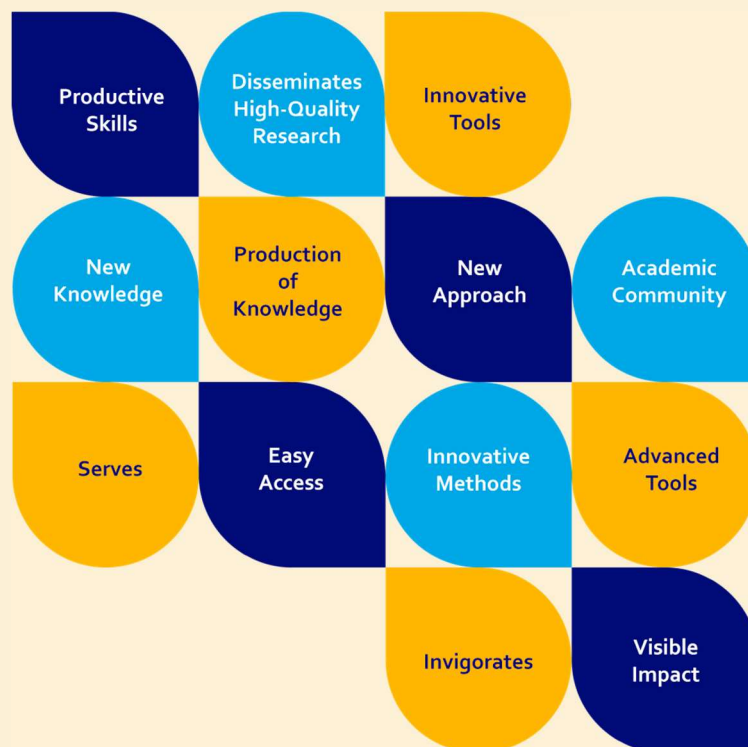 Productive
Skills
Disseminates
High-Quality
Research
Innovative
Tools
New
Knowledge
Production
of
Knowledge
New
Approach
Academic
Community
Serves
Easy
Access
Innovative
Methods
Advanced
Tools
Invigorates
Visible
Impact